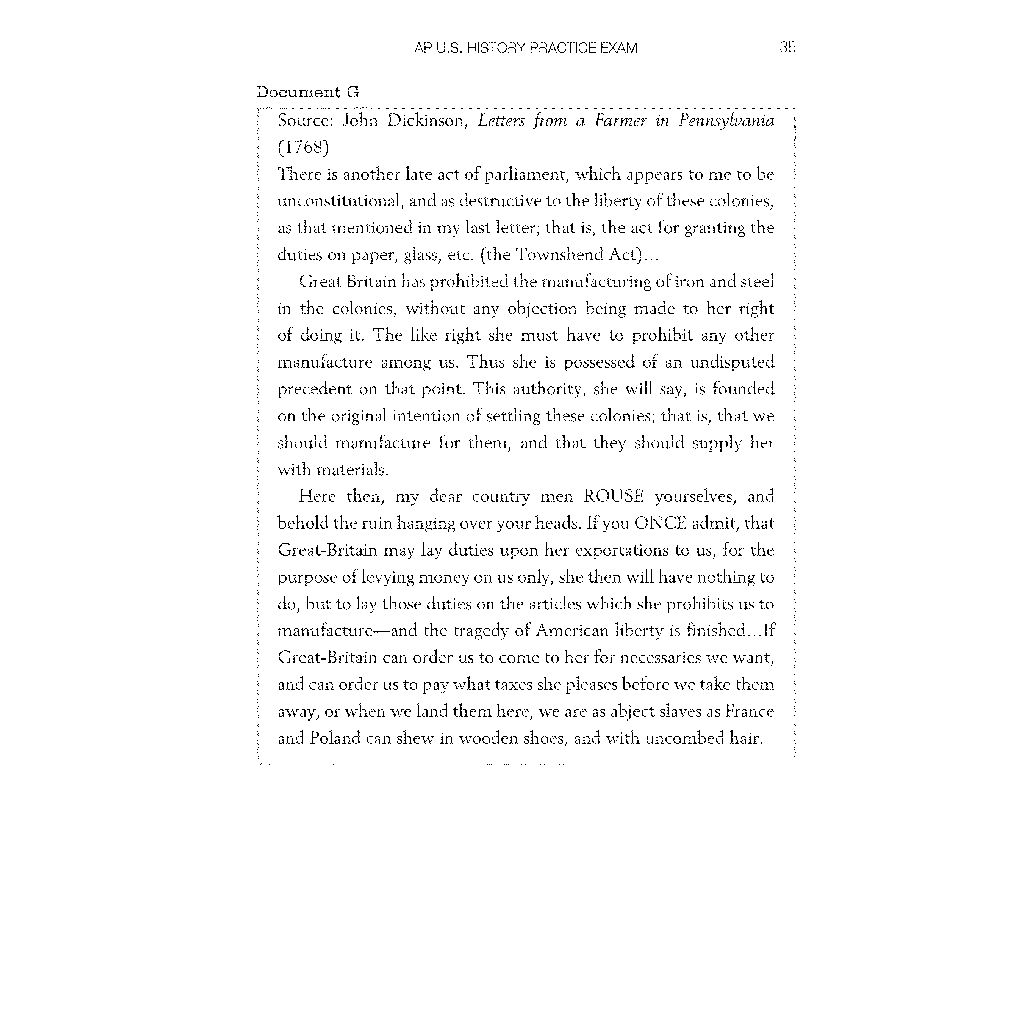 AP U.S. HISTORY PRACTICE EXAM 35
Document G
Source: John Dickinson, Letters from a Farmer in Pennsylvania
(1768)
There is another late act of parliament, which appears to me to be
unconstitutional, and as destructive to the liberty of these colonies,
as that mentioned in my last letter; that is, the act for granting the
duties on paper, glass, etc. (the Townshend Act)…
Great Britain has prohibited the manufacturing of iron and steel
in the colonies, without any objection being made to her right
of doing it. The like right she must have to prohibit any other
manufacture among us. Thus she is possessed of an undisputed
precedent on that point. This authority, she will say, is founded
on the original intention of settling these colonies; that is, that we
should manufacture for them, and that they should supply her
with materials.
Here then, my dear country men ROUSE yourselves, and
behold the ruin hanging over your heads. If you ONCE admit, that
Great-Britain may lay duties upon her exportations to us, for the
purpose of levying money on us only, she then will have nothing to
do, but to lay those duties on the articles which she prohibits us to
manufacture—and the tragedy of American liberty is finished…If
Great-Britain can order us to come to her for necessaries we want,
and can order us to pay what taxes she pleases before we take them
away, or when we land them here, we are as abject slaves as France
and Poland can shew in wooden shoes, and with uncombed hair.